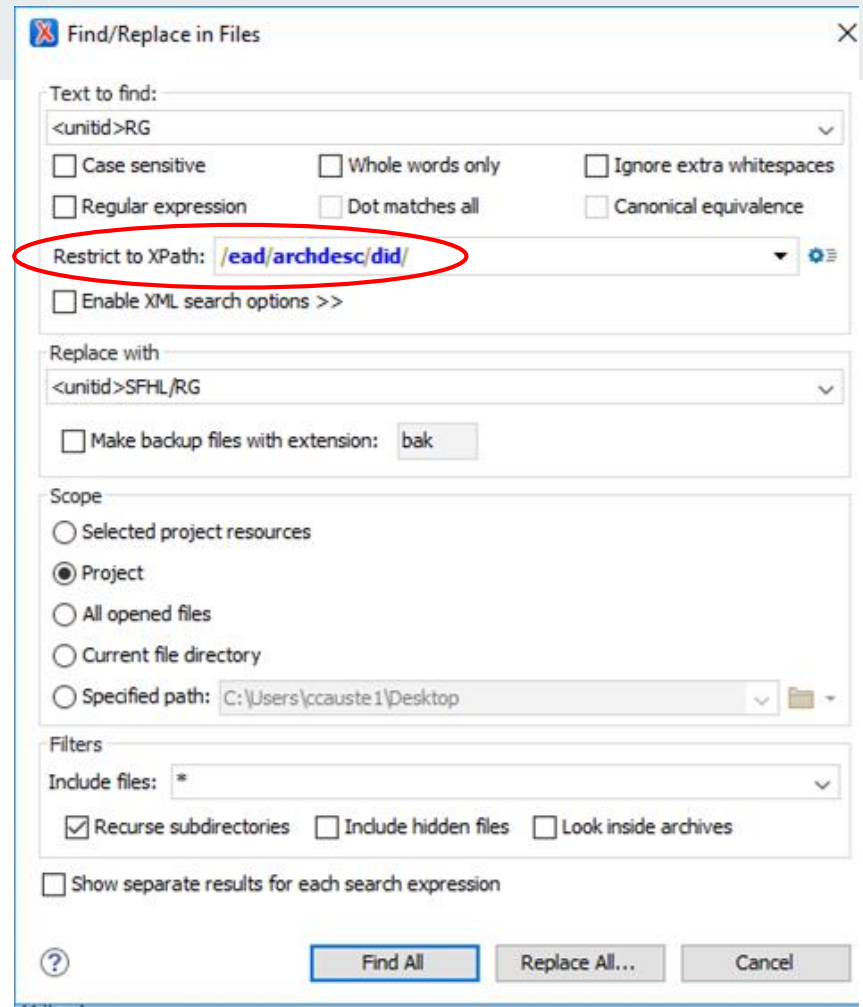 Find/Replace in Files
Text to find:
<unitid>RG
Case sensitive Whole words only Ignore extra whitespaces
Regular expression Dot matches all Canonical equivalence
Restrict to XPath: /ead/archdesc/did/
Enable XML search options >>
Replace with
<unitid>SFHL/RG
Make backup files with extension: bak
Scope
Selected project resources
Project
All opened files
Current file directory
Specified path: C:\Users\ccauste1\Desktop
Filters
Include files: *
Recurse subdirectories Include hidden files Look inside archives
Show separate results for each search expression
? Find All Replace All... Cancel